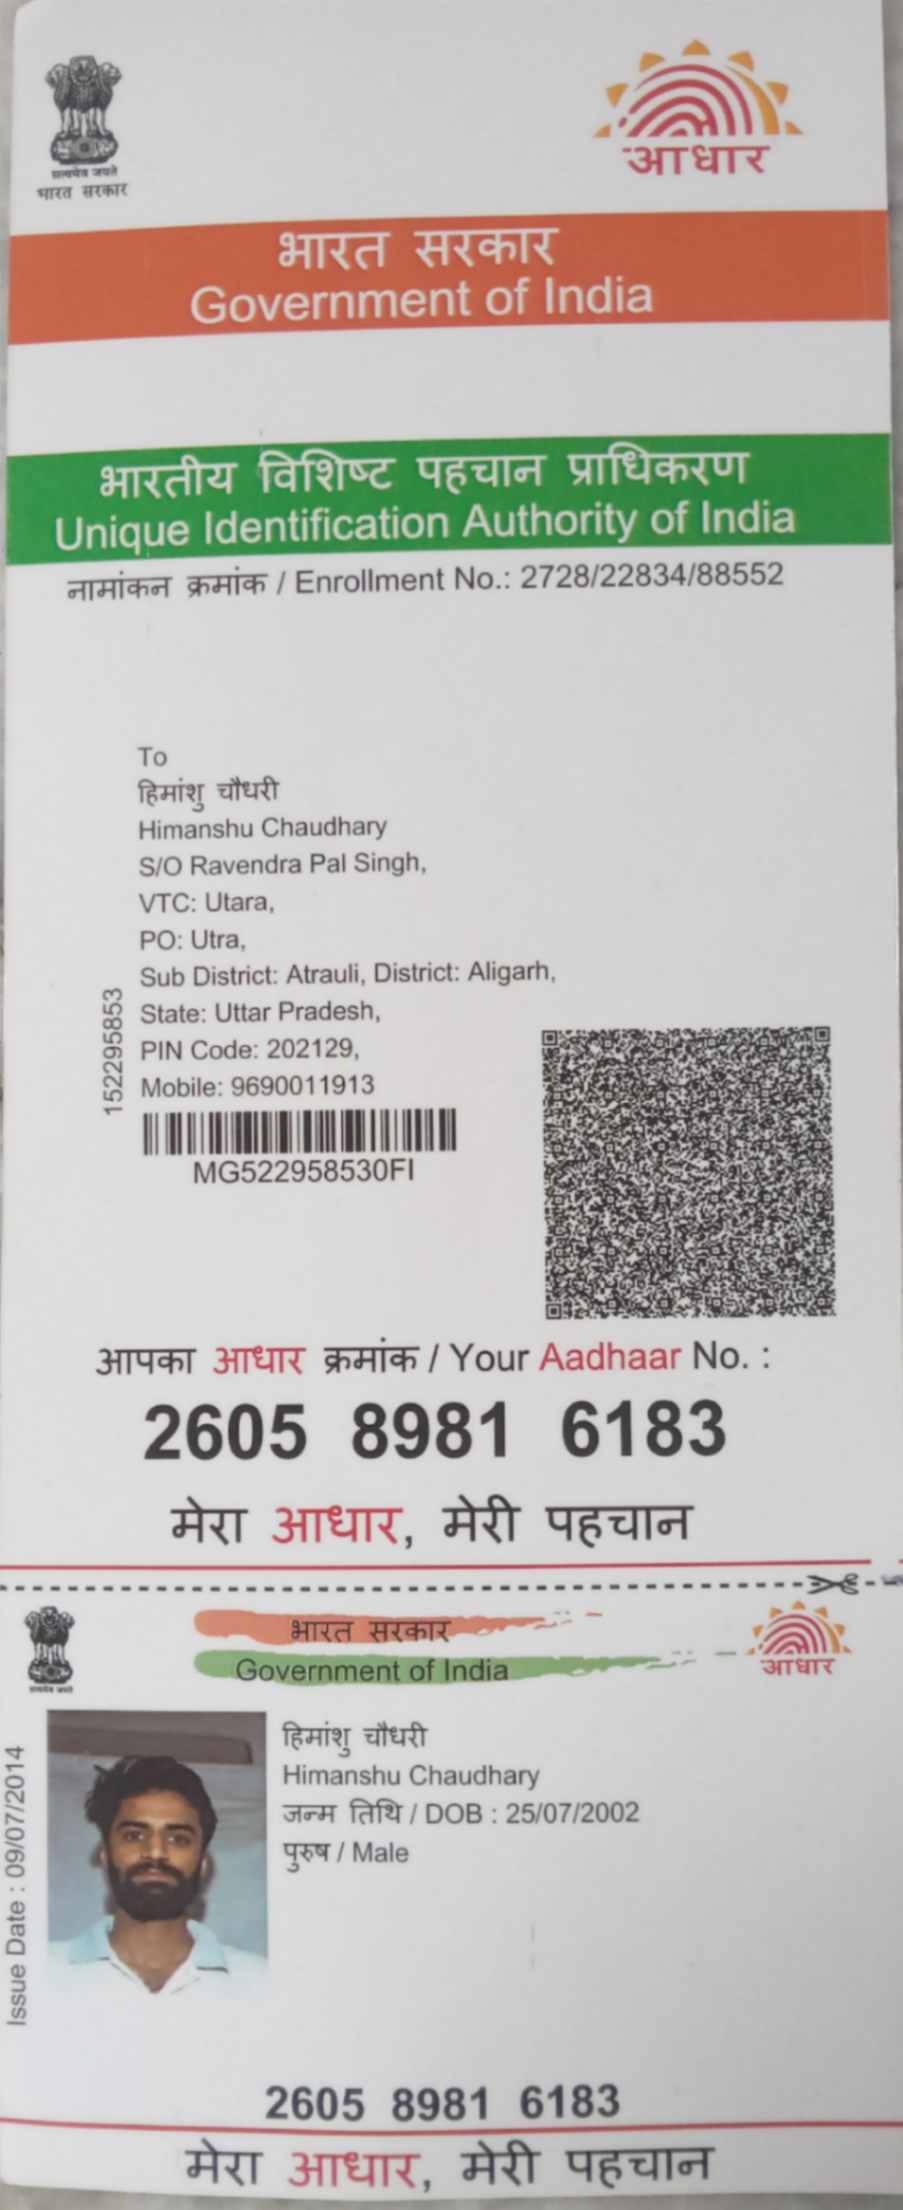 सत्यमेव जयते
भारत सरकार
आधार
भारत सरकार
Government of India
भारतीय विशिष्ट पहचान प्राधिकरण
Unique Identification Authority of India
नामांकन क्रमांक / Enrollment No.: 2728/22834/88552
To
हिमांशु चौधरी
Himanshu Chaudhary
S/O Ravendra Pal Singh,
VTC: Utara,
PO: Utra,
Sub District: Atrauli, District: Aligarh,
State: Uttar Pradesh,
PIN Code: 202129,
Mobile: 9690011913
152295853
MG522958530FI
आपका आधार क्रमांक / Your Aadhaar No. :
2605 8981 6183
मेरा आधार, मेरी पहचान
सत्यमेव जयते
भारत सरकार
Government of India
आधार
Issue Date : 09/07/2014
हिमांशु चौधरी
Himanshu Chaudhary
जन्म तिथि / DOB : 25/07/2002
पुरुष / Male
2605 8981 6183
मेरा आधार, मेरी पहचान